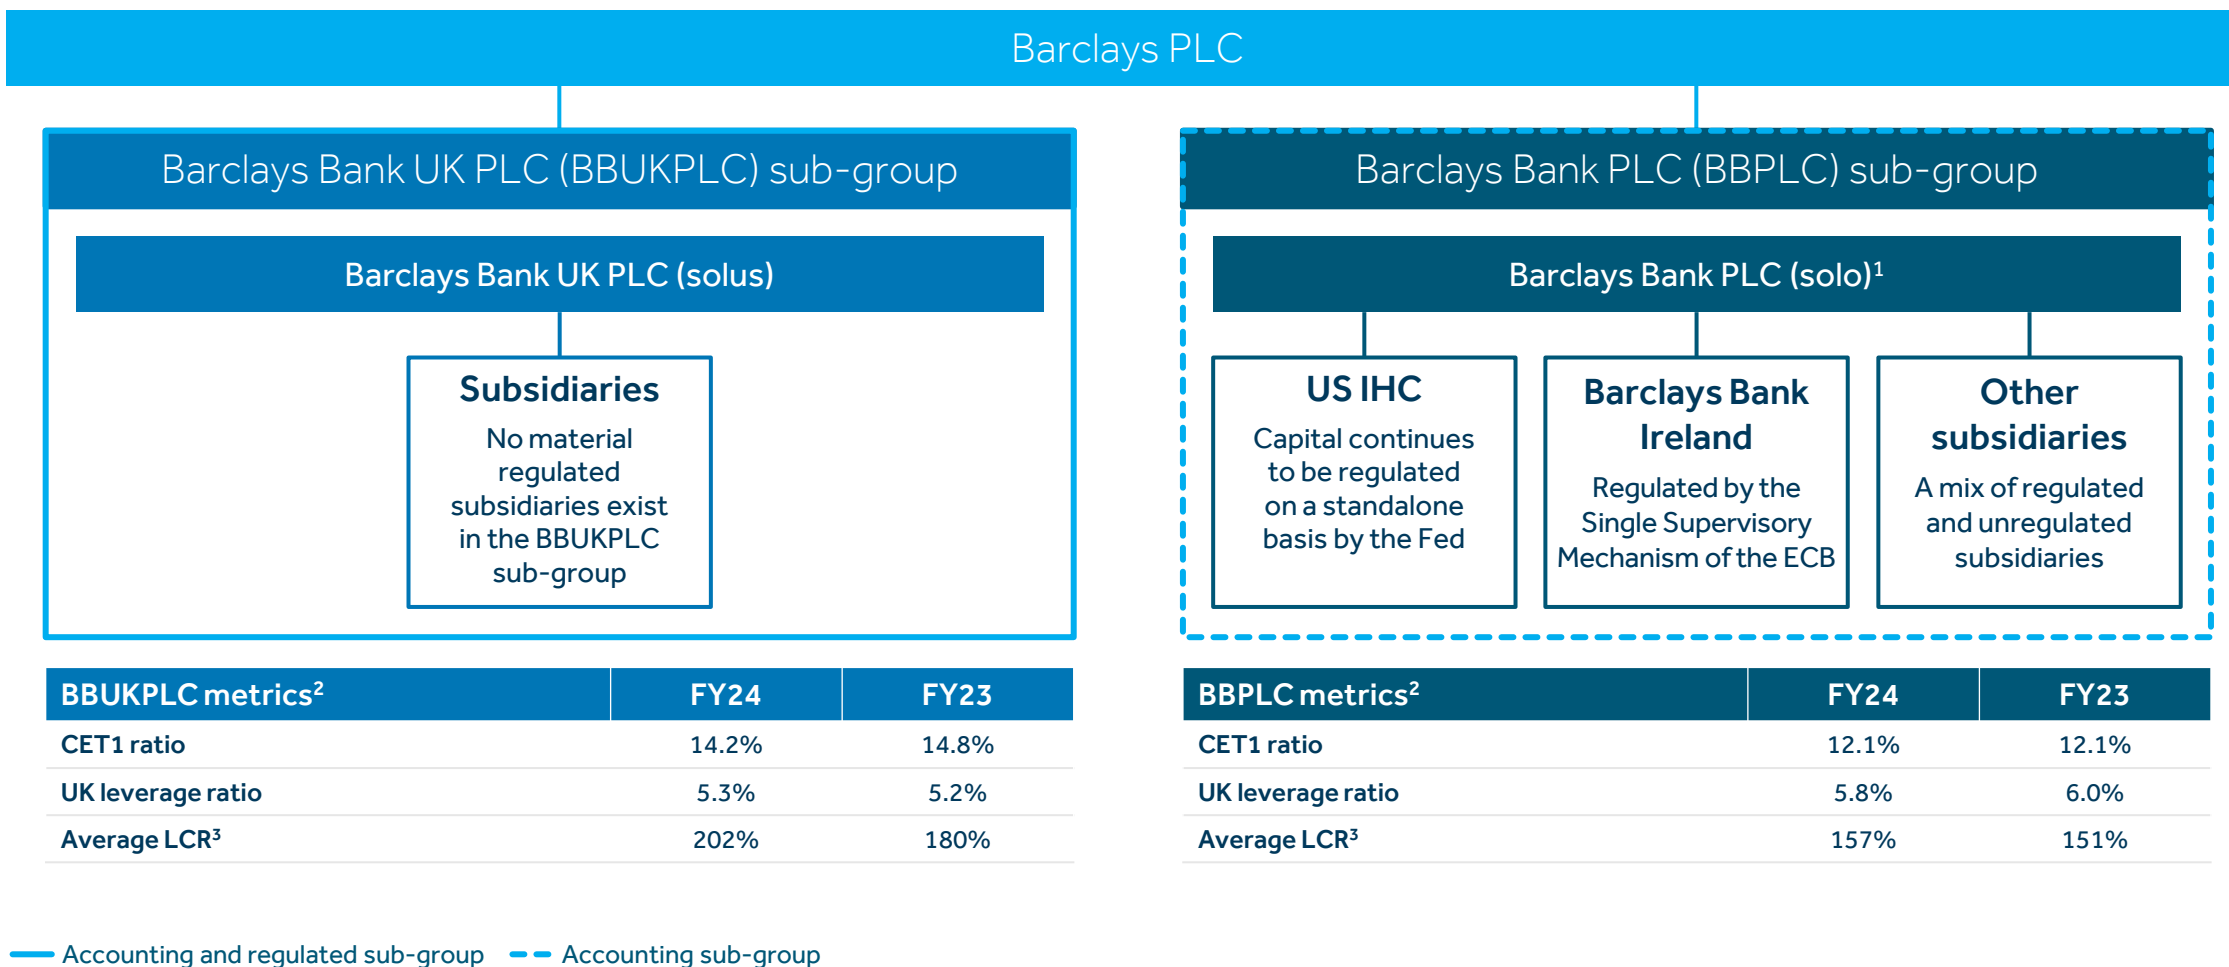 Barclays PLC
Barclays Bank UK PLC (BBUKPLC) sub-group
Barclays Bank UK PLC (solus)
Subsidiaries
No material
regulated
subsidiaries exist
in the BBUKPLC
sub-group
Barclays Bank PLC (BBPLC) sub-group
Barclays Bank PLC (solo)¹
US IHC
Capital continues
to be regulated
on a standalone
basis by the Fed
Barclays Bank
Ireland
Regulated by the
Single Supervisory
Mechanism of the ECB
Other
subsidiaries
A mix of regulated
and unregulated
subsidiaries
BBUKPLC metrics² FY24 FY23
CET1 ratio 14.2% 14.8%
UK leverage ratio 5.3% 5.2%
Average LCR³ 202% 180%
BBPLC metrics² FY24 FY23
CET1 ratio 12.1% 12.1%
UK leverage ratio 5.8% 6.0%
Average LCR³ 157% 151%
Accounting and regulated sub-group Accounting sub-group